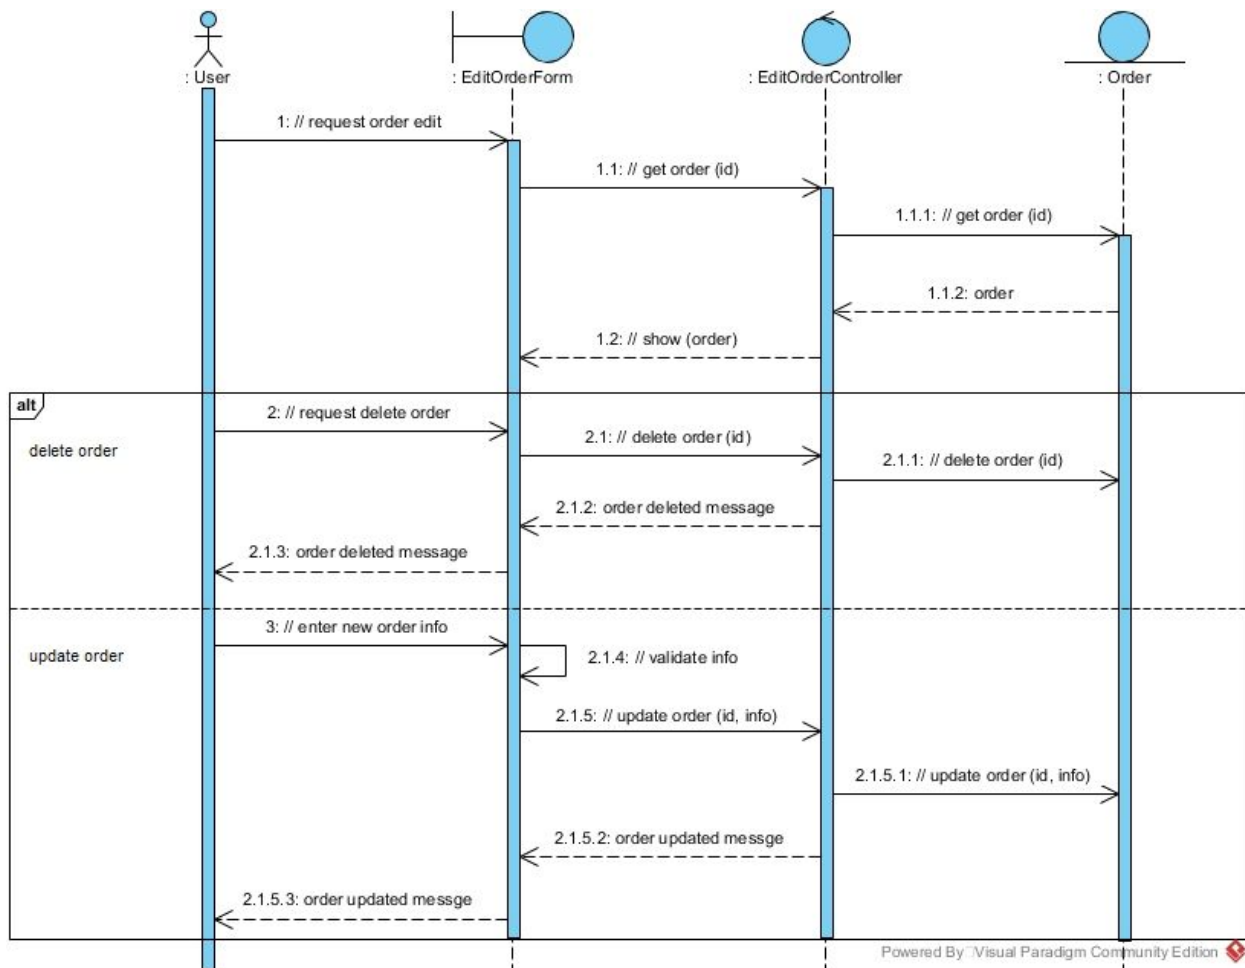 : User
: EditOrderForm
: EditOrderController
: Order
1: // request order edit
1.1: // get order (id)
1.1.1: // get order (id)
1.1.2: order
1.2: // show (order)
alt
2: // request delete order
2.1: // delete order (id)
delete order
2.1.1: // delete order (id)
2.1.2: order deleted message
2.1.3: order deleted message
3: // enter new order info
update order
2.1.4: // validate info
2.1.5: // update order (id, info)
2.1.5.1: // update order (id, info)
2.1.5.2: order updated messge
2.1.5.3: order updated messge
Powered By Visual Paradigm Community Edition